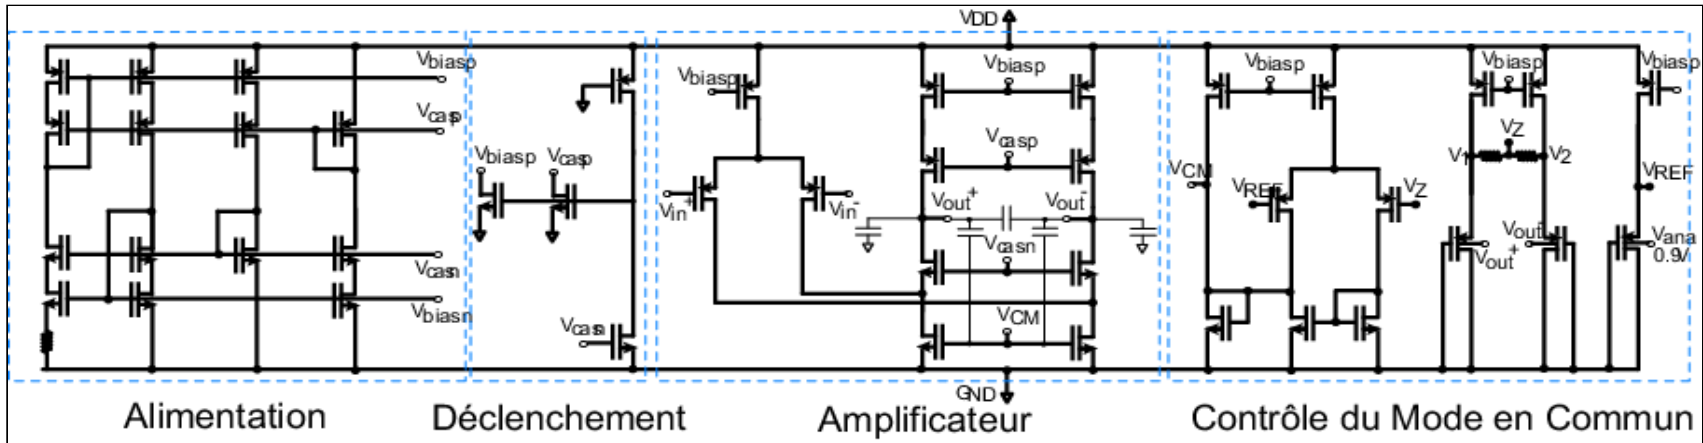 VDD
Vbiasp
Vcasp
Vcasn
Vbiasn
Vbiasp
Vcasp
Vcasn
Vbiasp
Vin+
Vin-
Vbiasp
Vcasp
Vout+
Vout-
Vcasn
VCM
GND
Vbiasp
VCM
VREF
VZ
Vbiasp
VZ
V1
V2
Vout+
Vout-
Vbiasp
VREF
Vana
0.9V
Alimentation
Déclenchement
Amplificateur
Contrôle du Mode en Commun